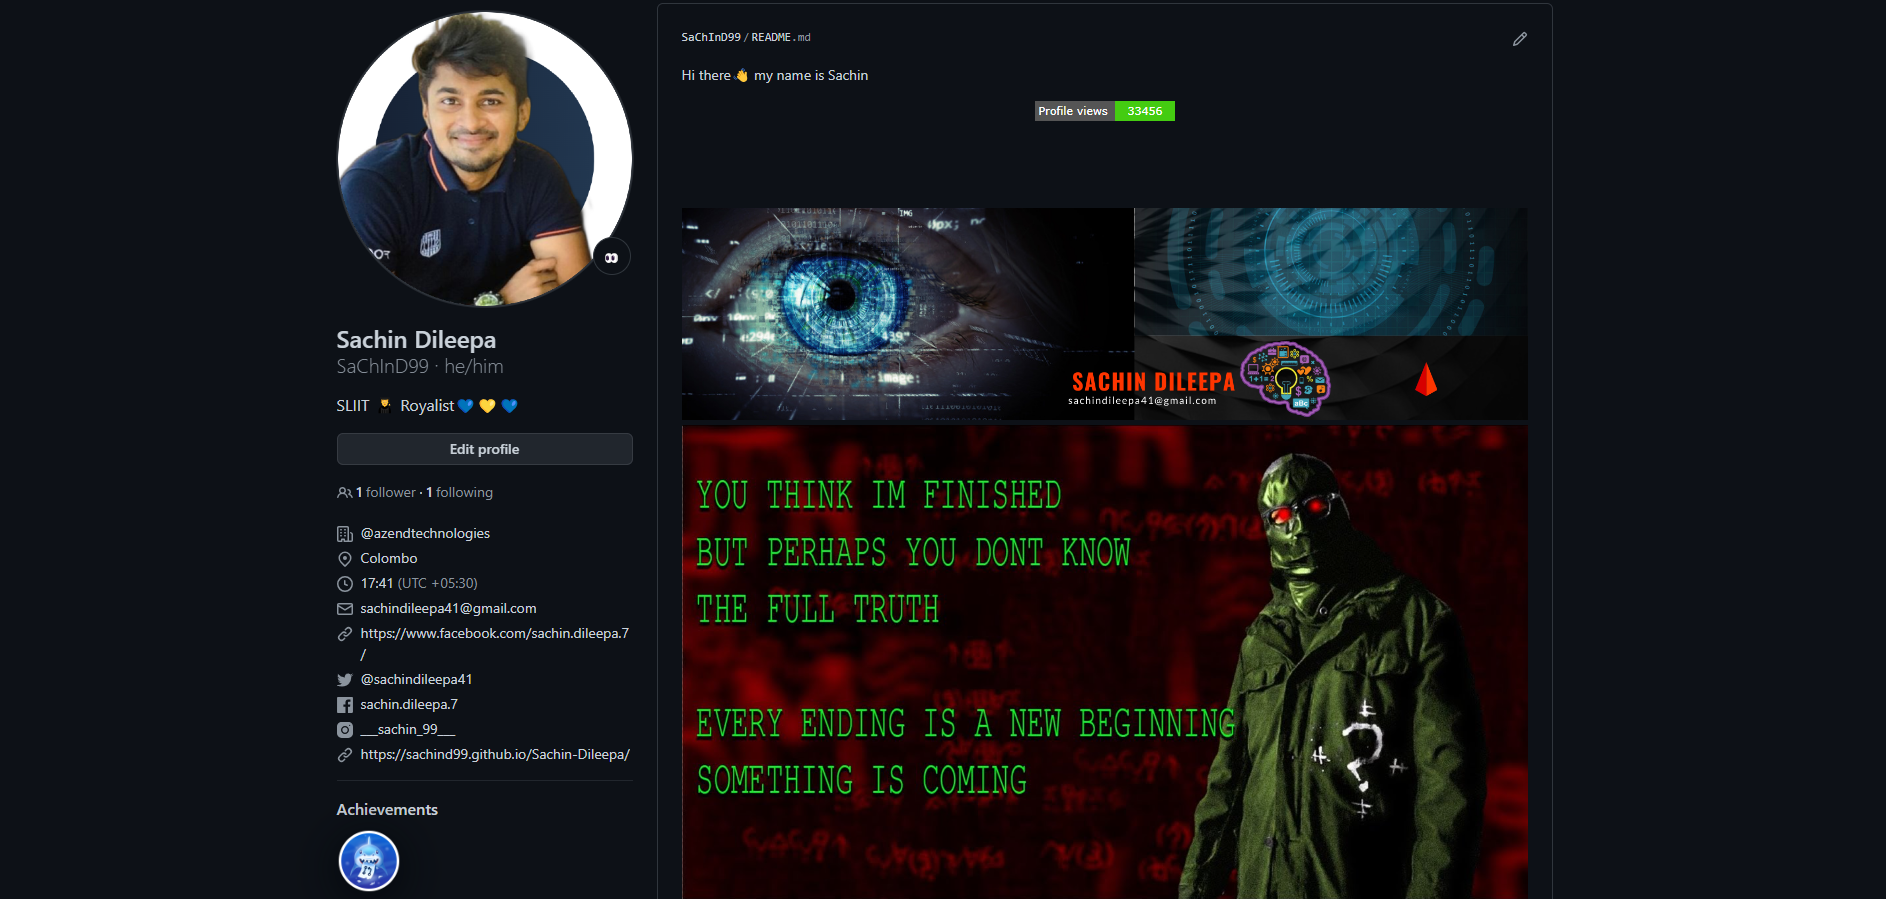 Sachin Dileepa
SaChInD99 · he/him
SLIIT 👨‍🎓 Royalist💙 💛 💙
Edit profile
1 follower · 1 following
@azendtechnologies
Colombo
17:41 (UTC +05:30)
sachindileepa41@gmail.com
https://www.facebook.com/sachin.dileepa.7
/
@sachindileepa41
sachin.dileepa.7
___sachin_99___
https://sachind99.github.io/Sachin-Dileepa/
Achievements
SaChInD99/README.md
Hi there👋 my name is Sachin
Profile views 33456
SACHIN DILEEPA
sachindileepa41@gmail.com
YOU THINK IM FINISHED
BUT PERHAPS YOU DONT KNOW
THE FULL TRUTH
EVERY ENDING IS A NEW BEGINNING
SOMETHING IS COMING
?